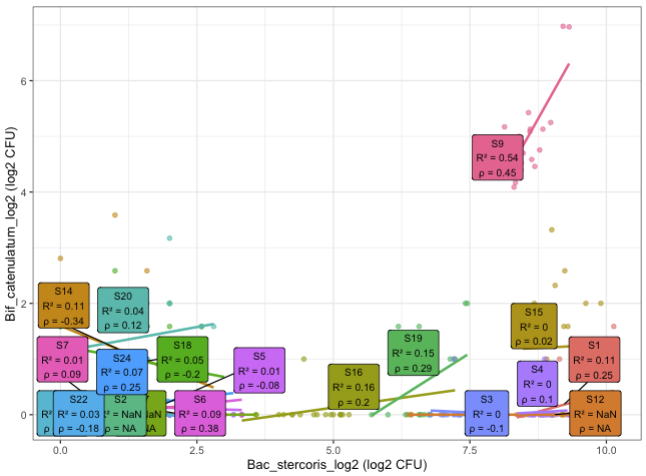 Bif_catenulatum_log2 (log2 CFU)
6
4
2
0
S9
R² = 0.54
ρ = 0.45
S14
R² = 0.11
ρ = -0.34
S20
R² = 0.04
ρ = 0.12
S7
R² = 0.01
ρ = 0.09
S24
R² = 0.07
ρ = 0.25
S18
R² = 0.05
ρ = -0.2
S5
R² = 0.01
ρ = -0.08
S22
R² = 0.03
ρ = -0.18
S2
= NaN
ρ = NA
NaN
NA
S6
R² = 0.09
ρ = 0.38
S16
R² = 0.16
ρ = 0.2
S19
R² = 0.15
ρ = 0.29
S15
R² = 0
ρ = 0.02
S1
R² = 0.11
ρ = 0.25
S4
R² = 0
ρ = 0.1
S3
R² = 0
ρ = -0.1
S12
R² = NaN
ρ = NA
0.0
2.5
5.0
7.5
10.0
Bac_stercoris_log2 (log2 CFU)